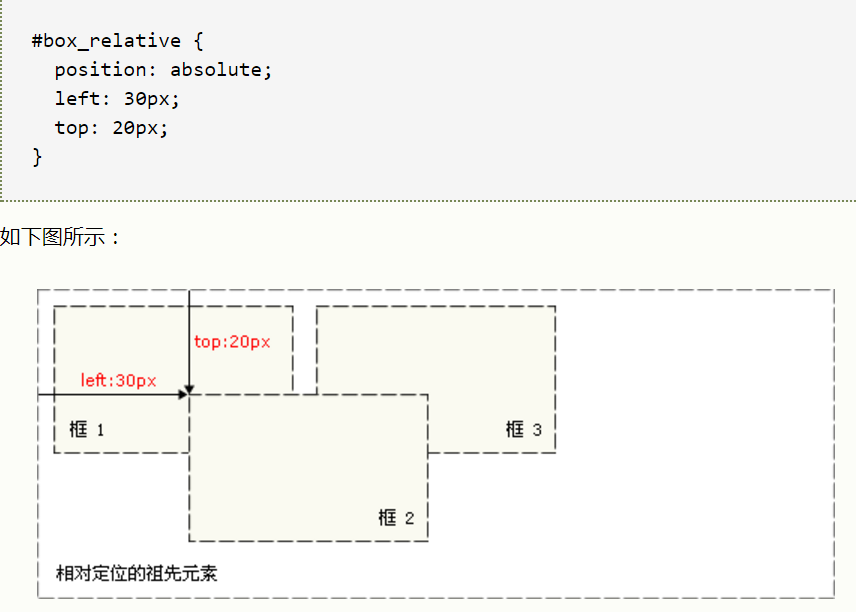 #box_relative {
  position: absolute;
  left: 30px;
  top: 20px;
}
如下图所示：
top:20px
left:30px
框 1
框 3
框 2
相对定位的祖先元素